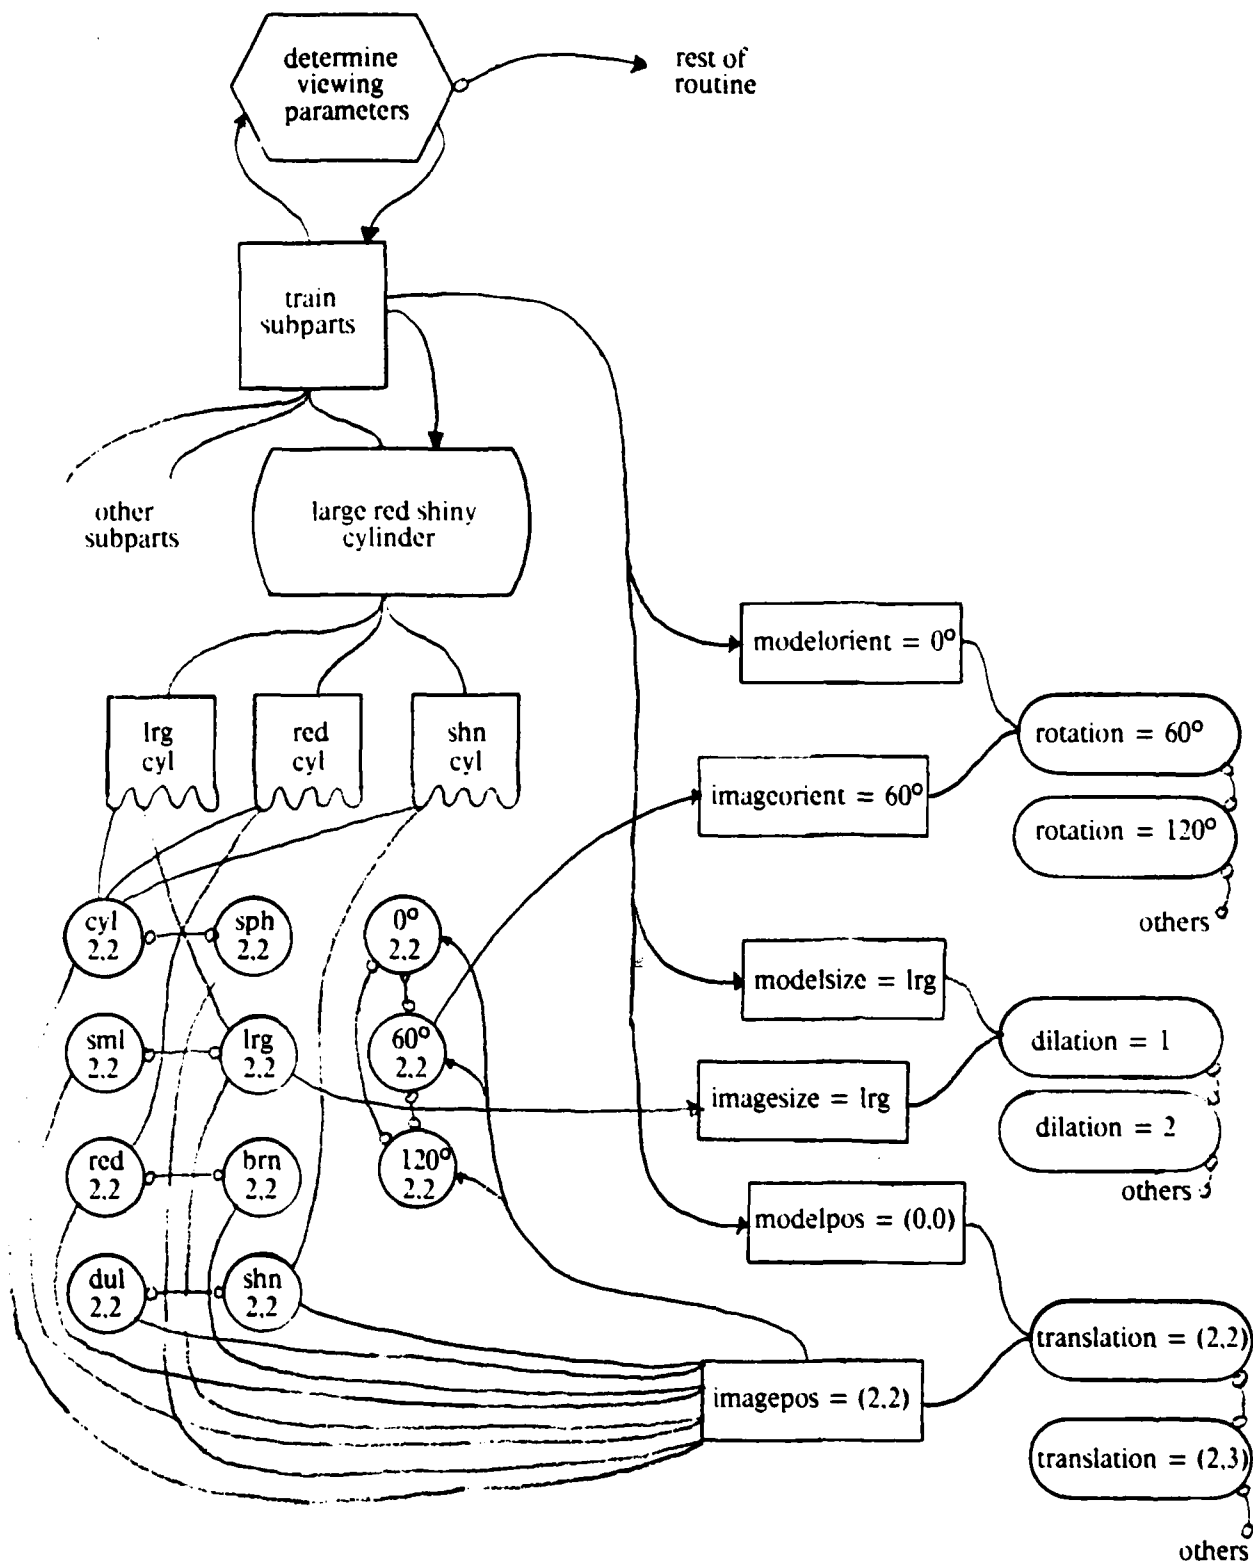 determine
viewing
parameters
rest of
routine
train
subparts
other
subparts
large red shiny
cylinder
modelorient = 0°
lrg
cyl
red
cyl
shn
cyl
rotation = 60°
imageorient = 60°
rotation = 120°
others
cyl
2,2
sph
2,2
0°
2,2
modelsize = lrg
sml
2,2
lrg
2,2
60°
2,2
dilation = 1
imagesize = lrg
dilation = 2
red
2,2
brn
2,2
120°
2,2
others
modelpos = (0,0)
dul
2,2
shn
2,2
translation = (2,2)
imagepos = (2,2)
translation = (2,3)
others